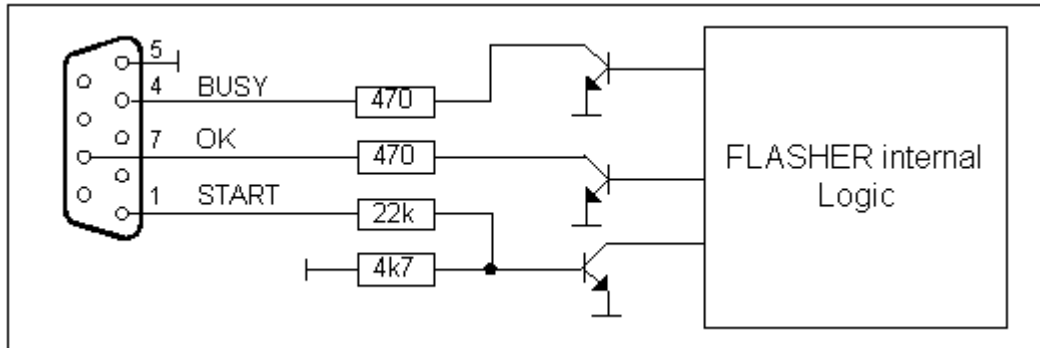 5
4 BUSY 470
7 OK 470
1 START 22k
4k7
FLASHER internal
Logic